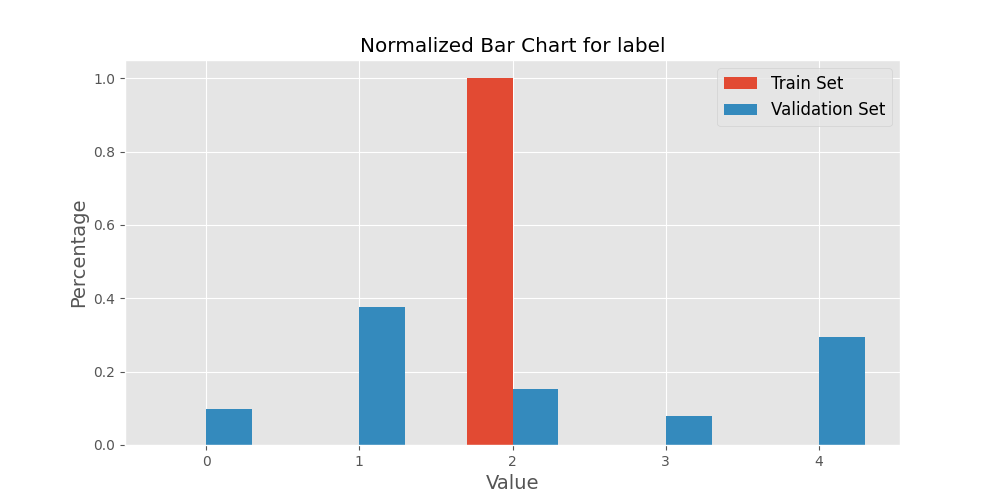 Normalized Bar Chart for label
Train Set
Validation Set
Percentage
1.0
0.8
0.6
0.4
0.2
0.0
0 1 2 3 4
Value